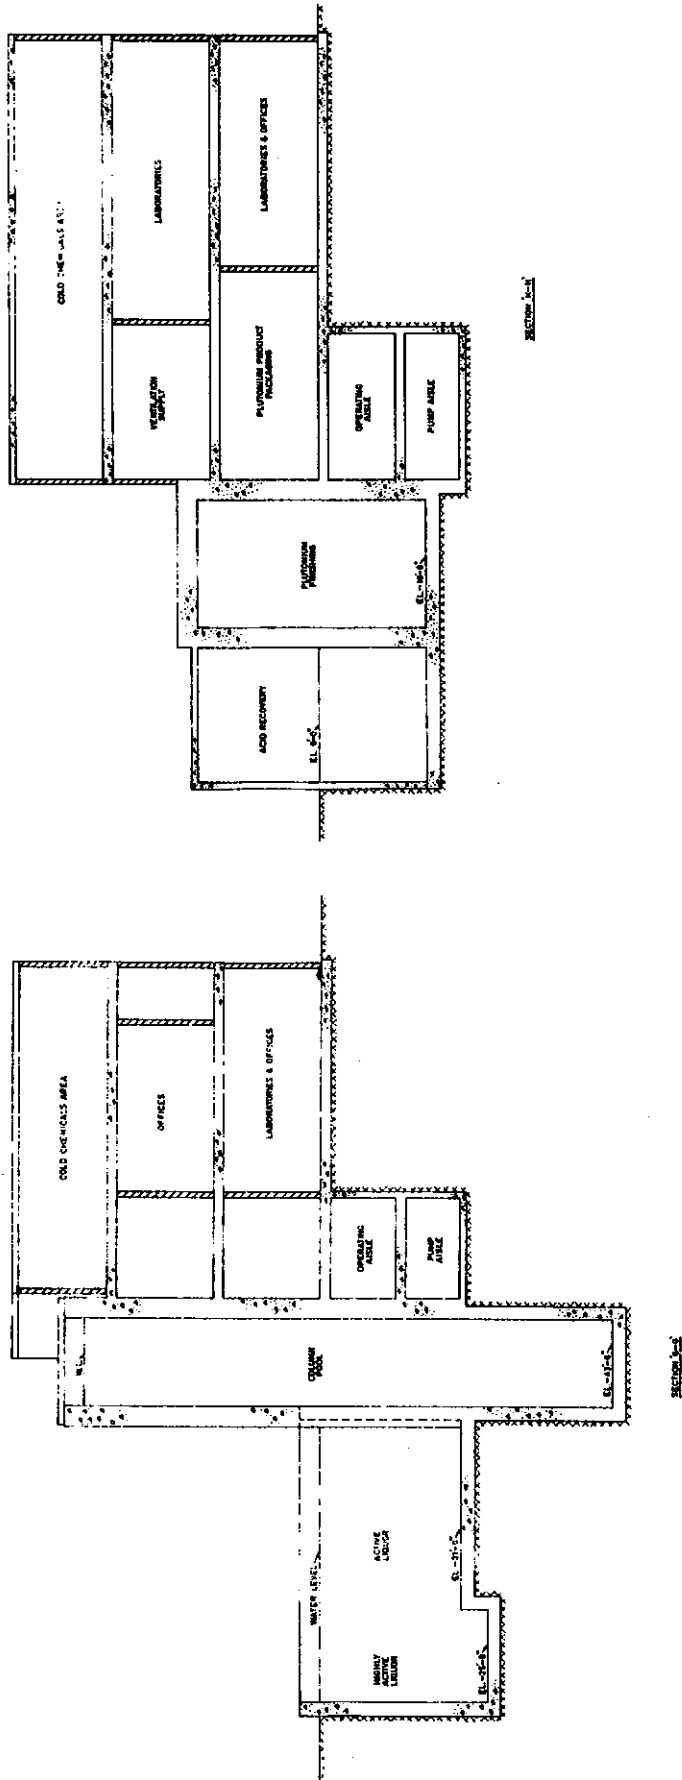 COLD CHEMICALS AREA
LABORATORIES
VENTILATION
SUPPLY
LABORATORIES & OFFICES
PLUTONIUM PRODUCT
PACKAGING
OPERATING
AISLE
PUMP AISLE
PLUTONIUM
FINISHING
ACID RECOVERY
COLD CHEMICALS AREA
OFFICES
LABORATORIES & OFFICES
OPERATING
AISLE
PUMP
AISLE
COLUMN
POOL
WATER LEVEL
ACTIVE
LIQUOR
HIGHLY
ACTIVE
LIQUOR